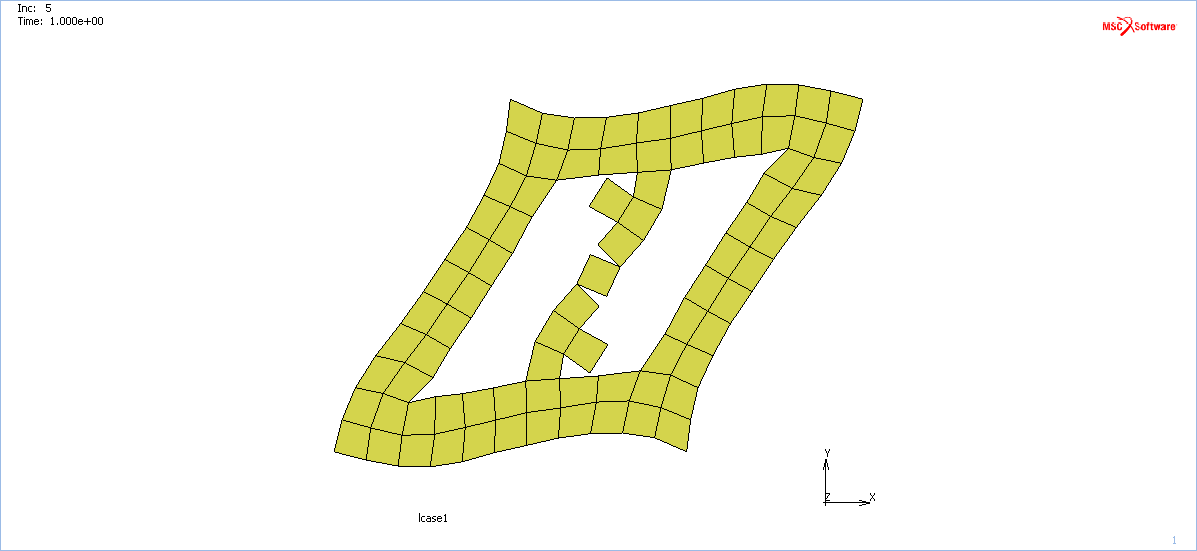 Inc: 5
Time: 1.000e+00
MSC Software
Y
Z X
lcase1
1